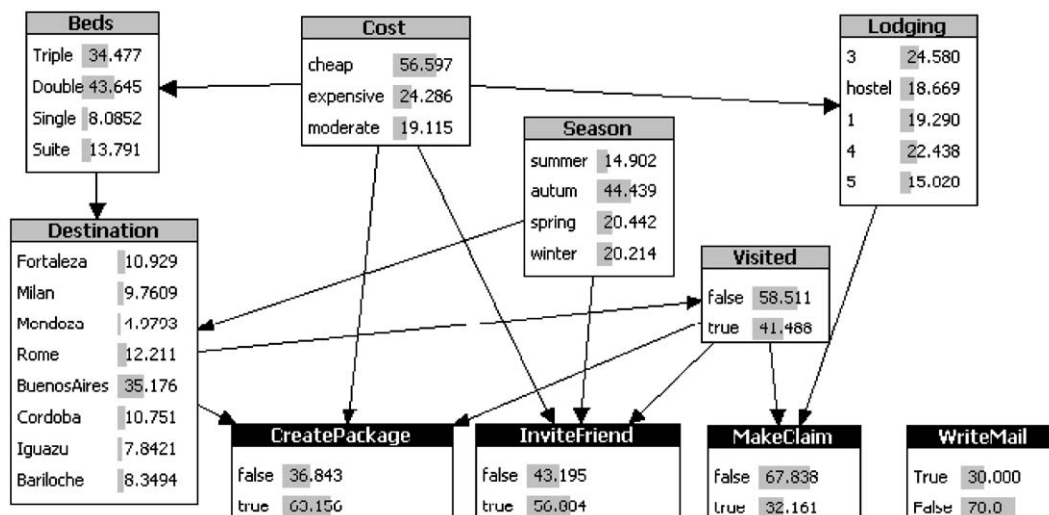 Beds
Triple 34.477
Double 43.645
Single 8.0852
Suite 13.791
Cost
cheap 56.597
expensive 24.286
moderate 19.115
Lodging
3 24.580
hostel 18.669
1 19.290
4 22.438
5 15.020
Season
summer 14.902
autum 44.439
spring 20.442
winter 20.214
Destination
Fortaleza 10.929
Milan 9.7609
Mendoza 4.9793
Rome 12.211
BuenosAires 35.176
Cordoba 10.751
Iguazu 7.8421
Bariloche 8.3494
Visited
false 58.511
true 41.488
CreatePackage
false 36.843
true 63.156
InviteFriend
false 43.195
true 56.804
MakeClaim
false 67.838
true 32.161
WriteMail
True 30.000
False 70.0